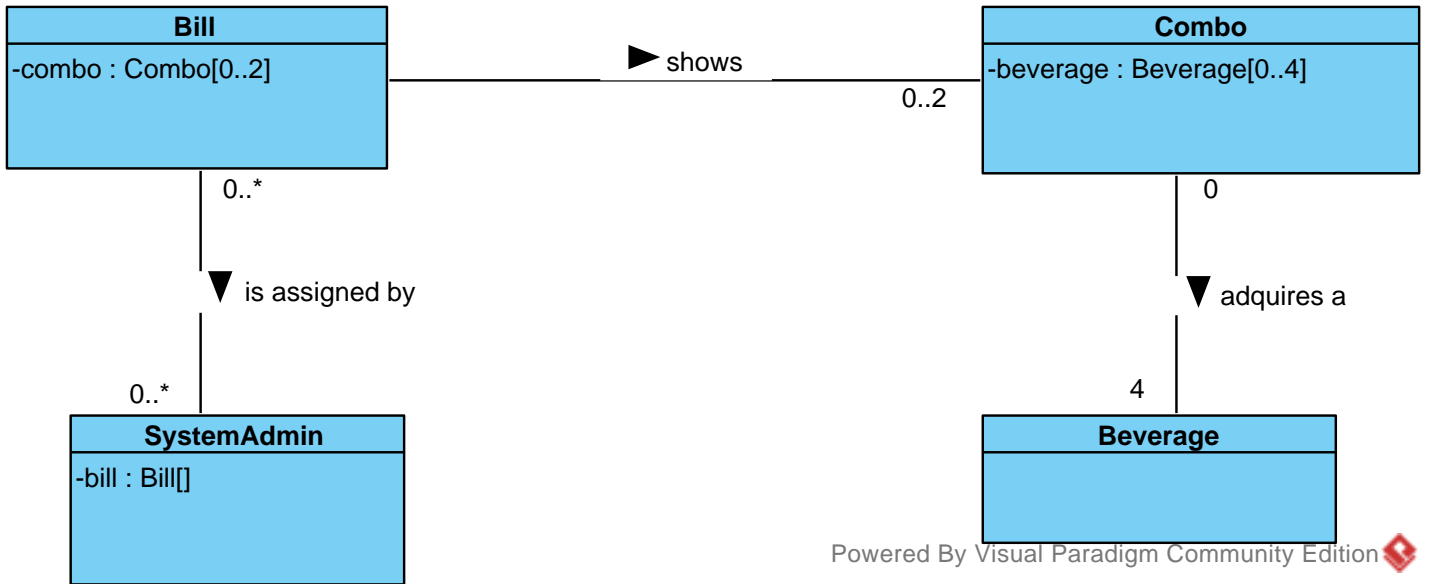 Bill
-combo : Combo[0..2]
shows
0..2
Combo
-beverage : Beverage[0..4]
0..*
is assigned by
0..*
0
adquires a
4
SystemAdmin
-bill : Bill[]
Beverage
Powered By Visual Paradigm Community Edition